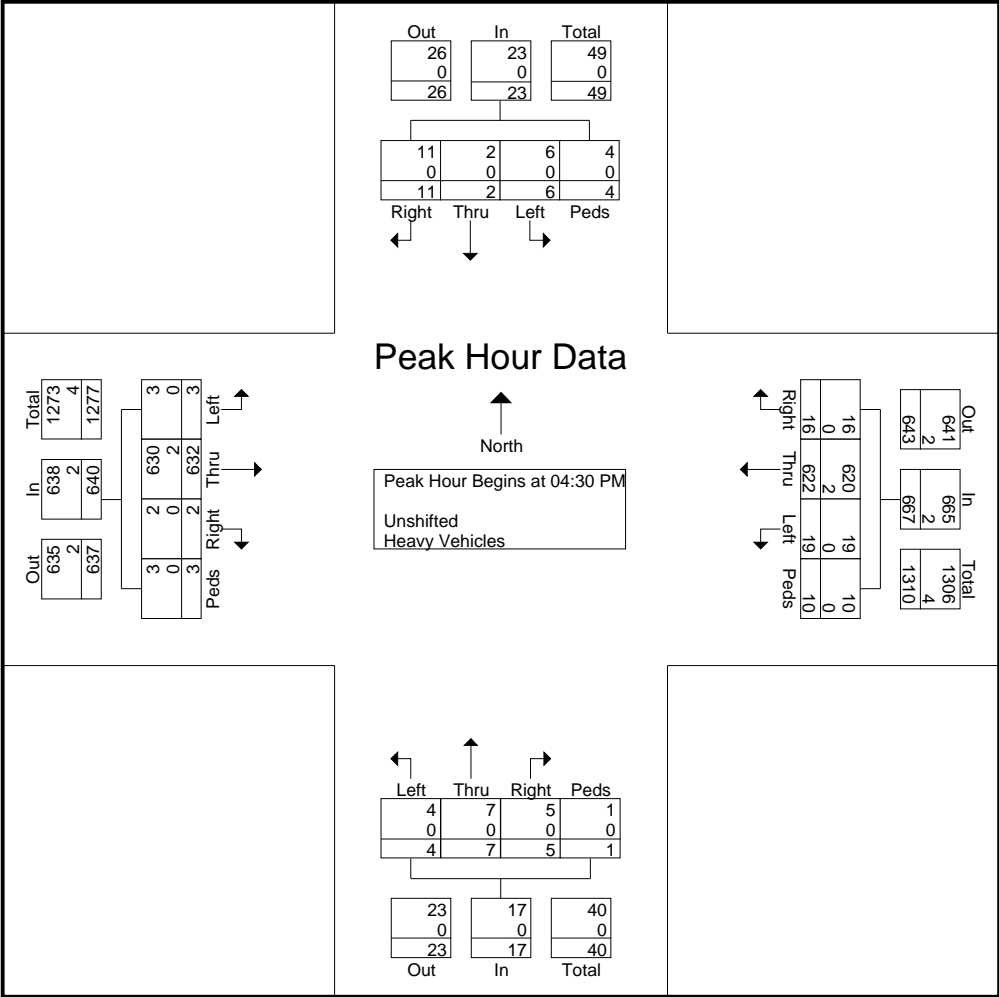 Out In Total
26 23 49
0 0 0
26 23 49
11 2 6 4
0 0 0 0
11 2 6 4
Right Thru Left Peds
Peak Hour Data
North
Peak Hour Begins at 04:30 PM
Unshifted
Heavy Vehicles
Total
1273
4
1277
In
638
2
640
Out
635
2
637
3
0
3
Left
630
2
632
Thru
2
0
2
Right
3
0
3
Peds
Right
16
0
16
Thru
620
2
622
Left
19
0
19
Peds
10
0
10
Out
641
2
643
In
665
2
667
Total
1306
4
1310
Left Thru Right Peds
4 7 5 1
0 0 0 0
4 7 5 1
23 17 40
0 0 0
23 17 40
Out In Total